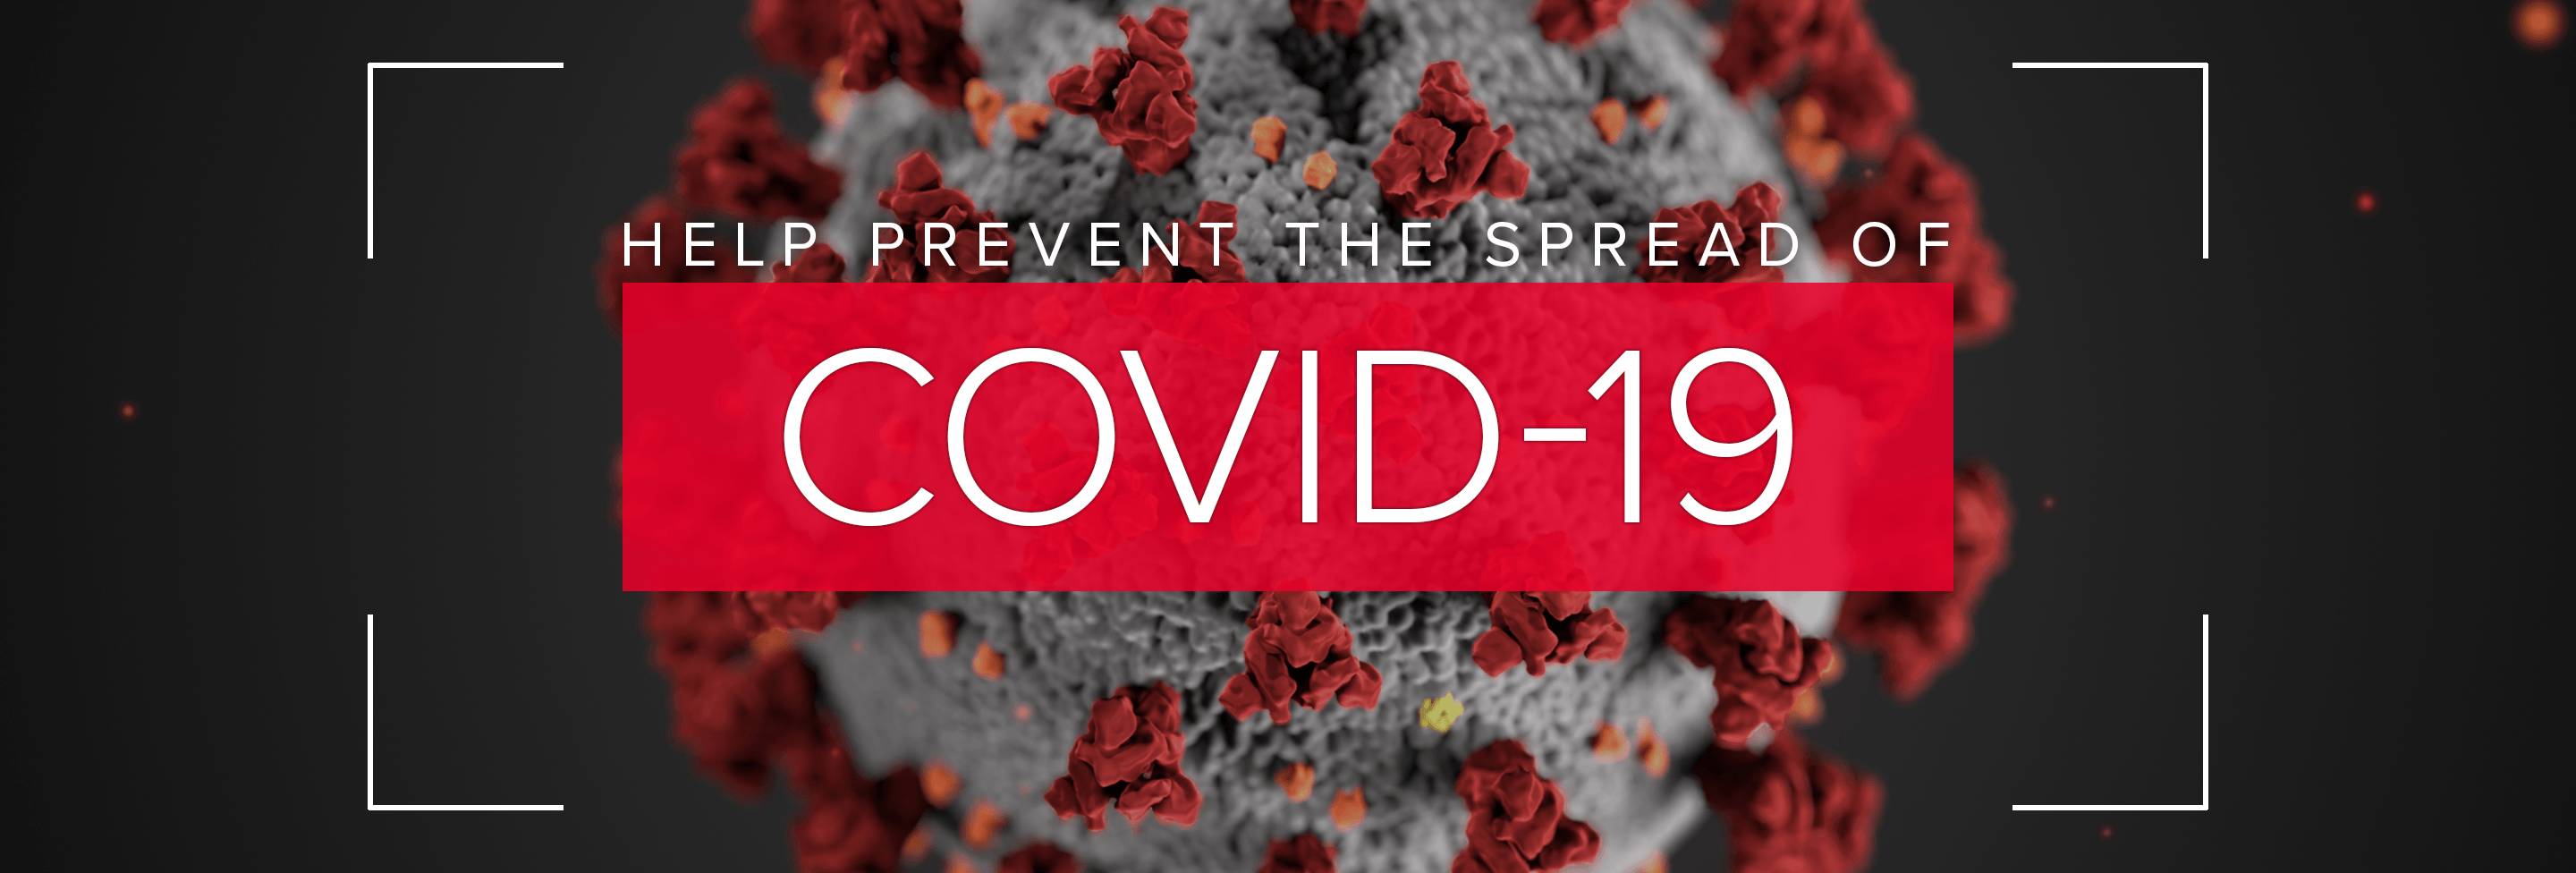 HELP PREVENT THE SPREAD OF
COVID-19